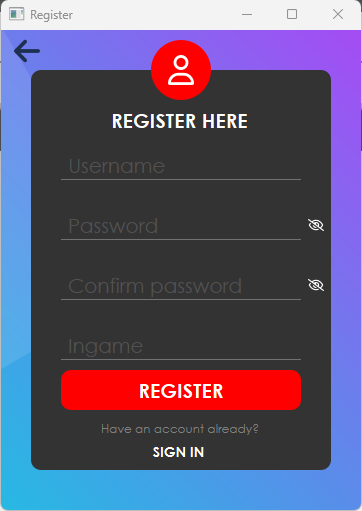 Register
REGISTER HERE
Username
Password
Confirm password
Ingame
REGISTER
Have an account already?
SIGN IN